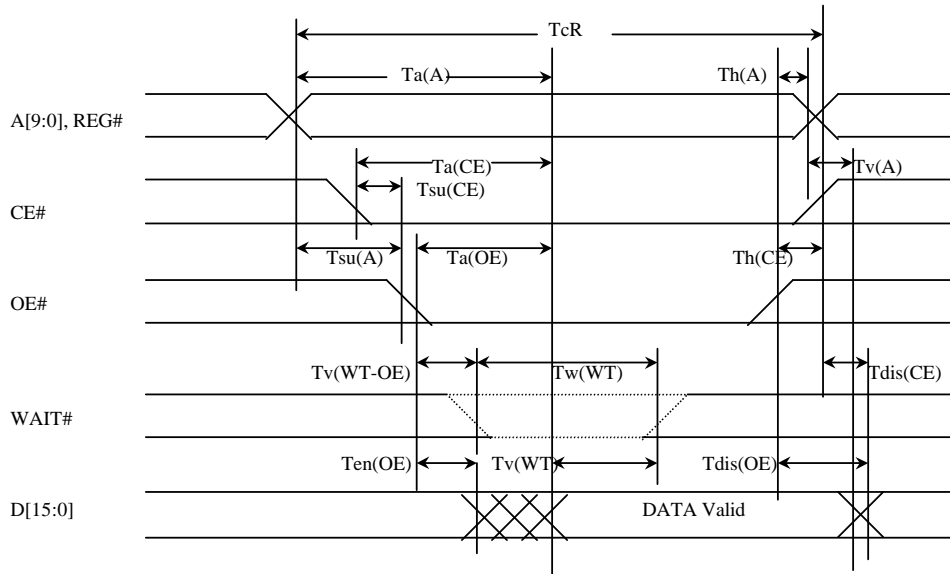 TcR
Ta(A)
Th(A)
A[9:0], REG#
Ta(CE)
Tv(A)
Tsu(CE)
CE#
Tsu(A)
Ta(OE)
Th(CE)
OE#
Tv(WT-OE)
Tw(WT)
Tdis(CE)
WAIT#
Ten(OE)
Tv(WT)
Tdis(OE)
D[15:0]
DATA Valid